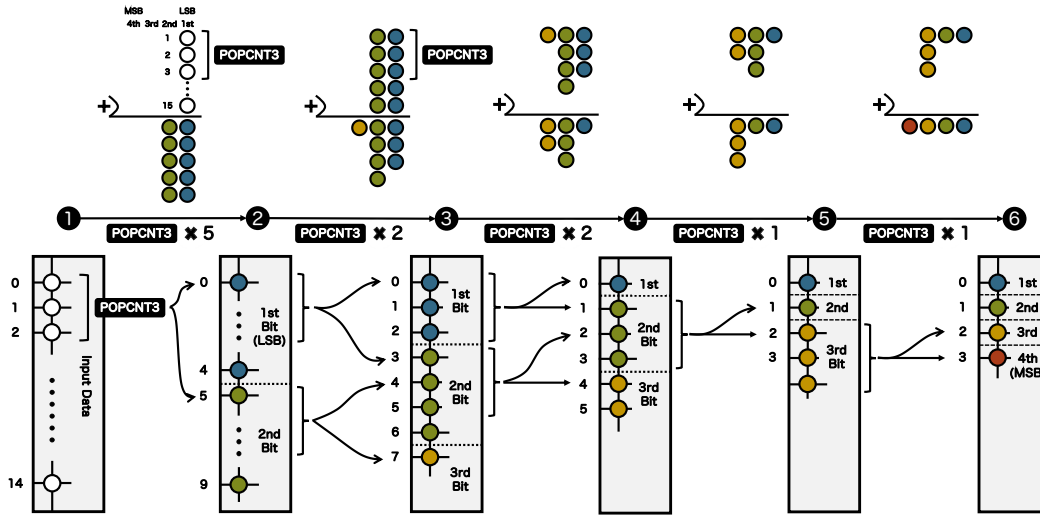 MSB LSB
4th 3rd 2nd 1st
1
2
3
15
+
POPCNT3
POPCNT3
+
+
+
+
1 2 3 4 5 6
POPCNT3 ✖ 5
POPCNT3 ✖ 2
POPCNT3 ✖ 2
POPCNT3 ✖ 1
POPCNT3 ✖ 1
0
1
2
14
POPCNT3
Input Data
0
4
5
9
1st
Bit
(LSB)
2nd
Bit
0
1
2
3
4
5
6
7
1st
Bit
2nd
Bit
3rd
Bit
0
1
2
3
4
5
1st
2nd
Bit
3rd
Bit
0
1
2
3
1st
2nd
3rd
Bit
0
1
2
3
1st
2nd
3rd
4th
(MSB